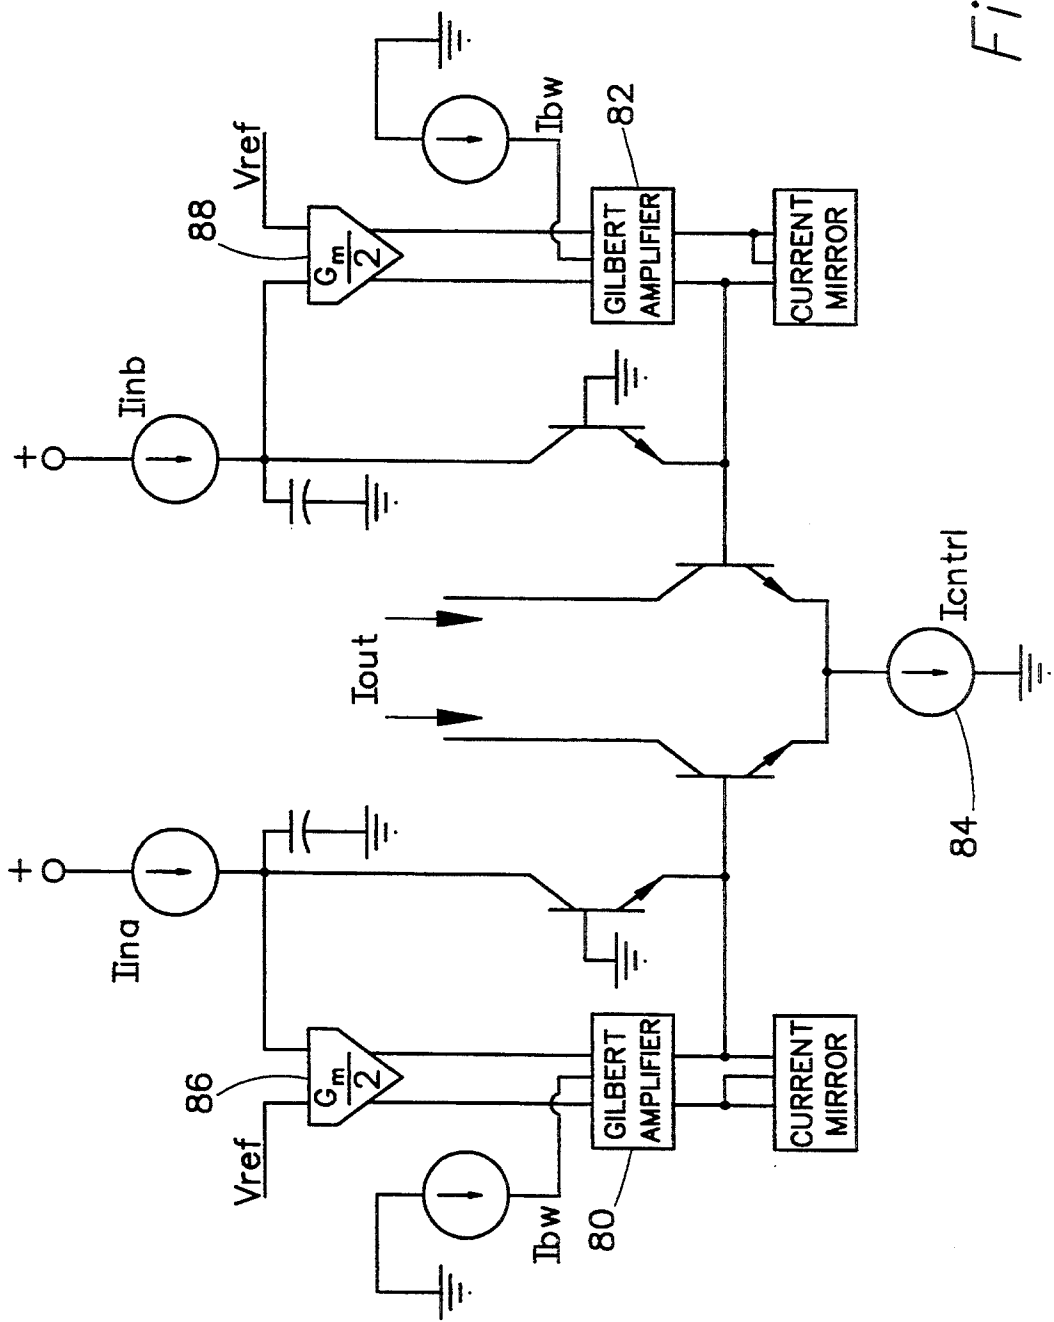 +
+
Iina
Iinb
86
88
Vref
Vref
Gm
2
Gm
2
Iout
Ibw
Ibw
80
82
GILBERT
AMPLIFIER
GILBERT
AMPLIFIER
CURRENT
MIRROR
CURRENT
MIRROR
84
Icntrl
Fi